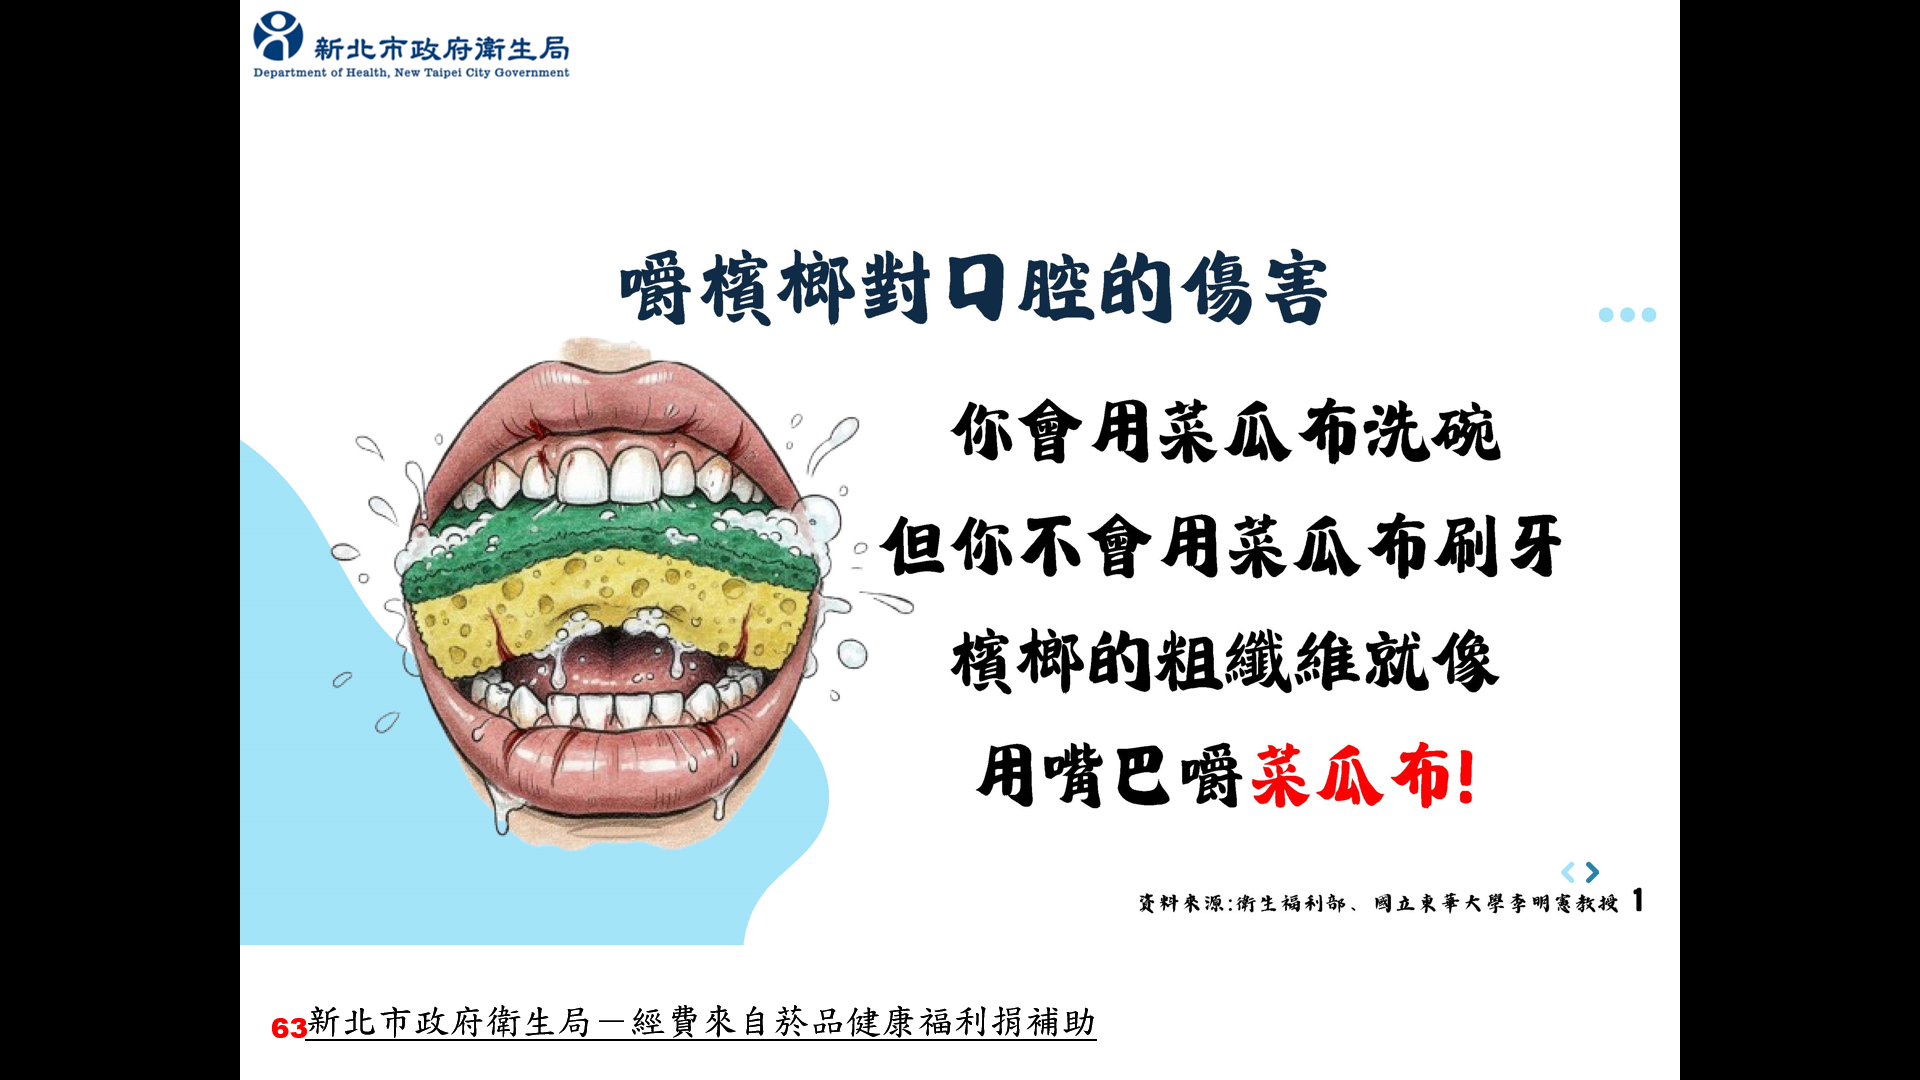 新北市政府衛生局
Department of Health, New Taipei City Government
嚼檳榔對口腔的傷害
你會用菜瓜布洗碗
但你不會用菜瓜布刷牙
檳榔的粗纖維就像
用嘴巴嚼菜瓜布!
資料來源:衛生福利部、國立東華大學李明憲教授 1
63新北市政府衛生局－經費來自菸品健康福利捐補助